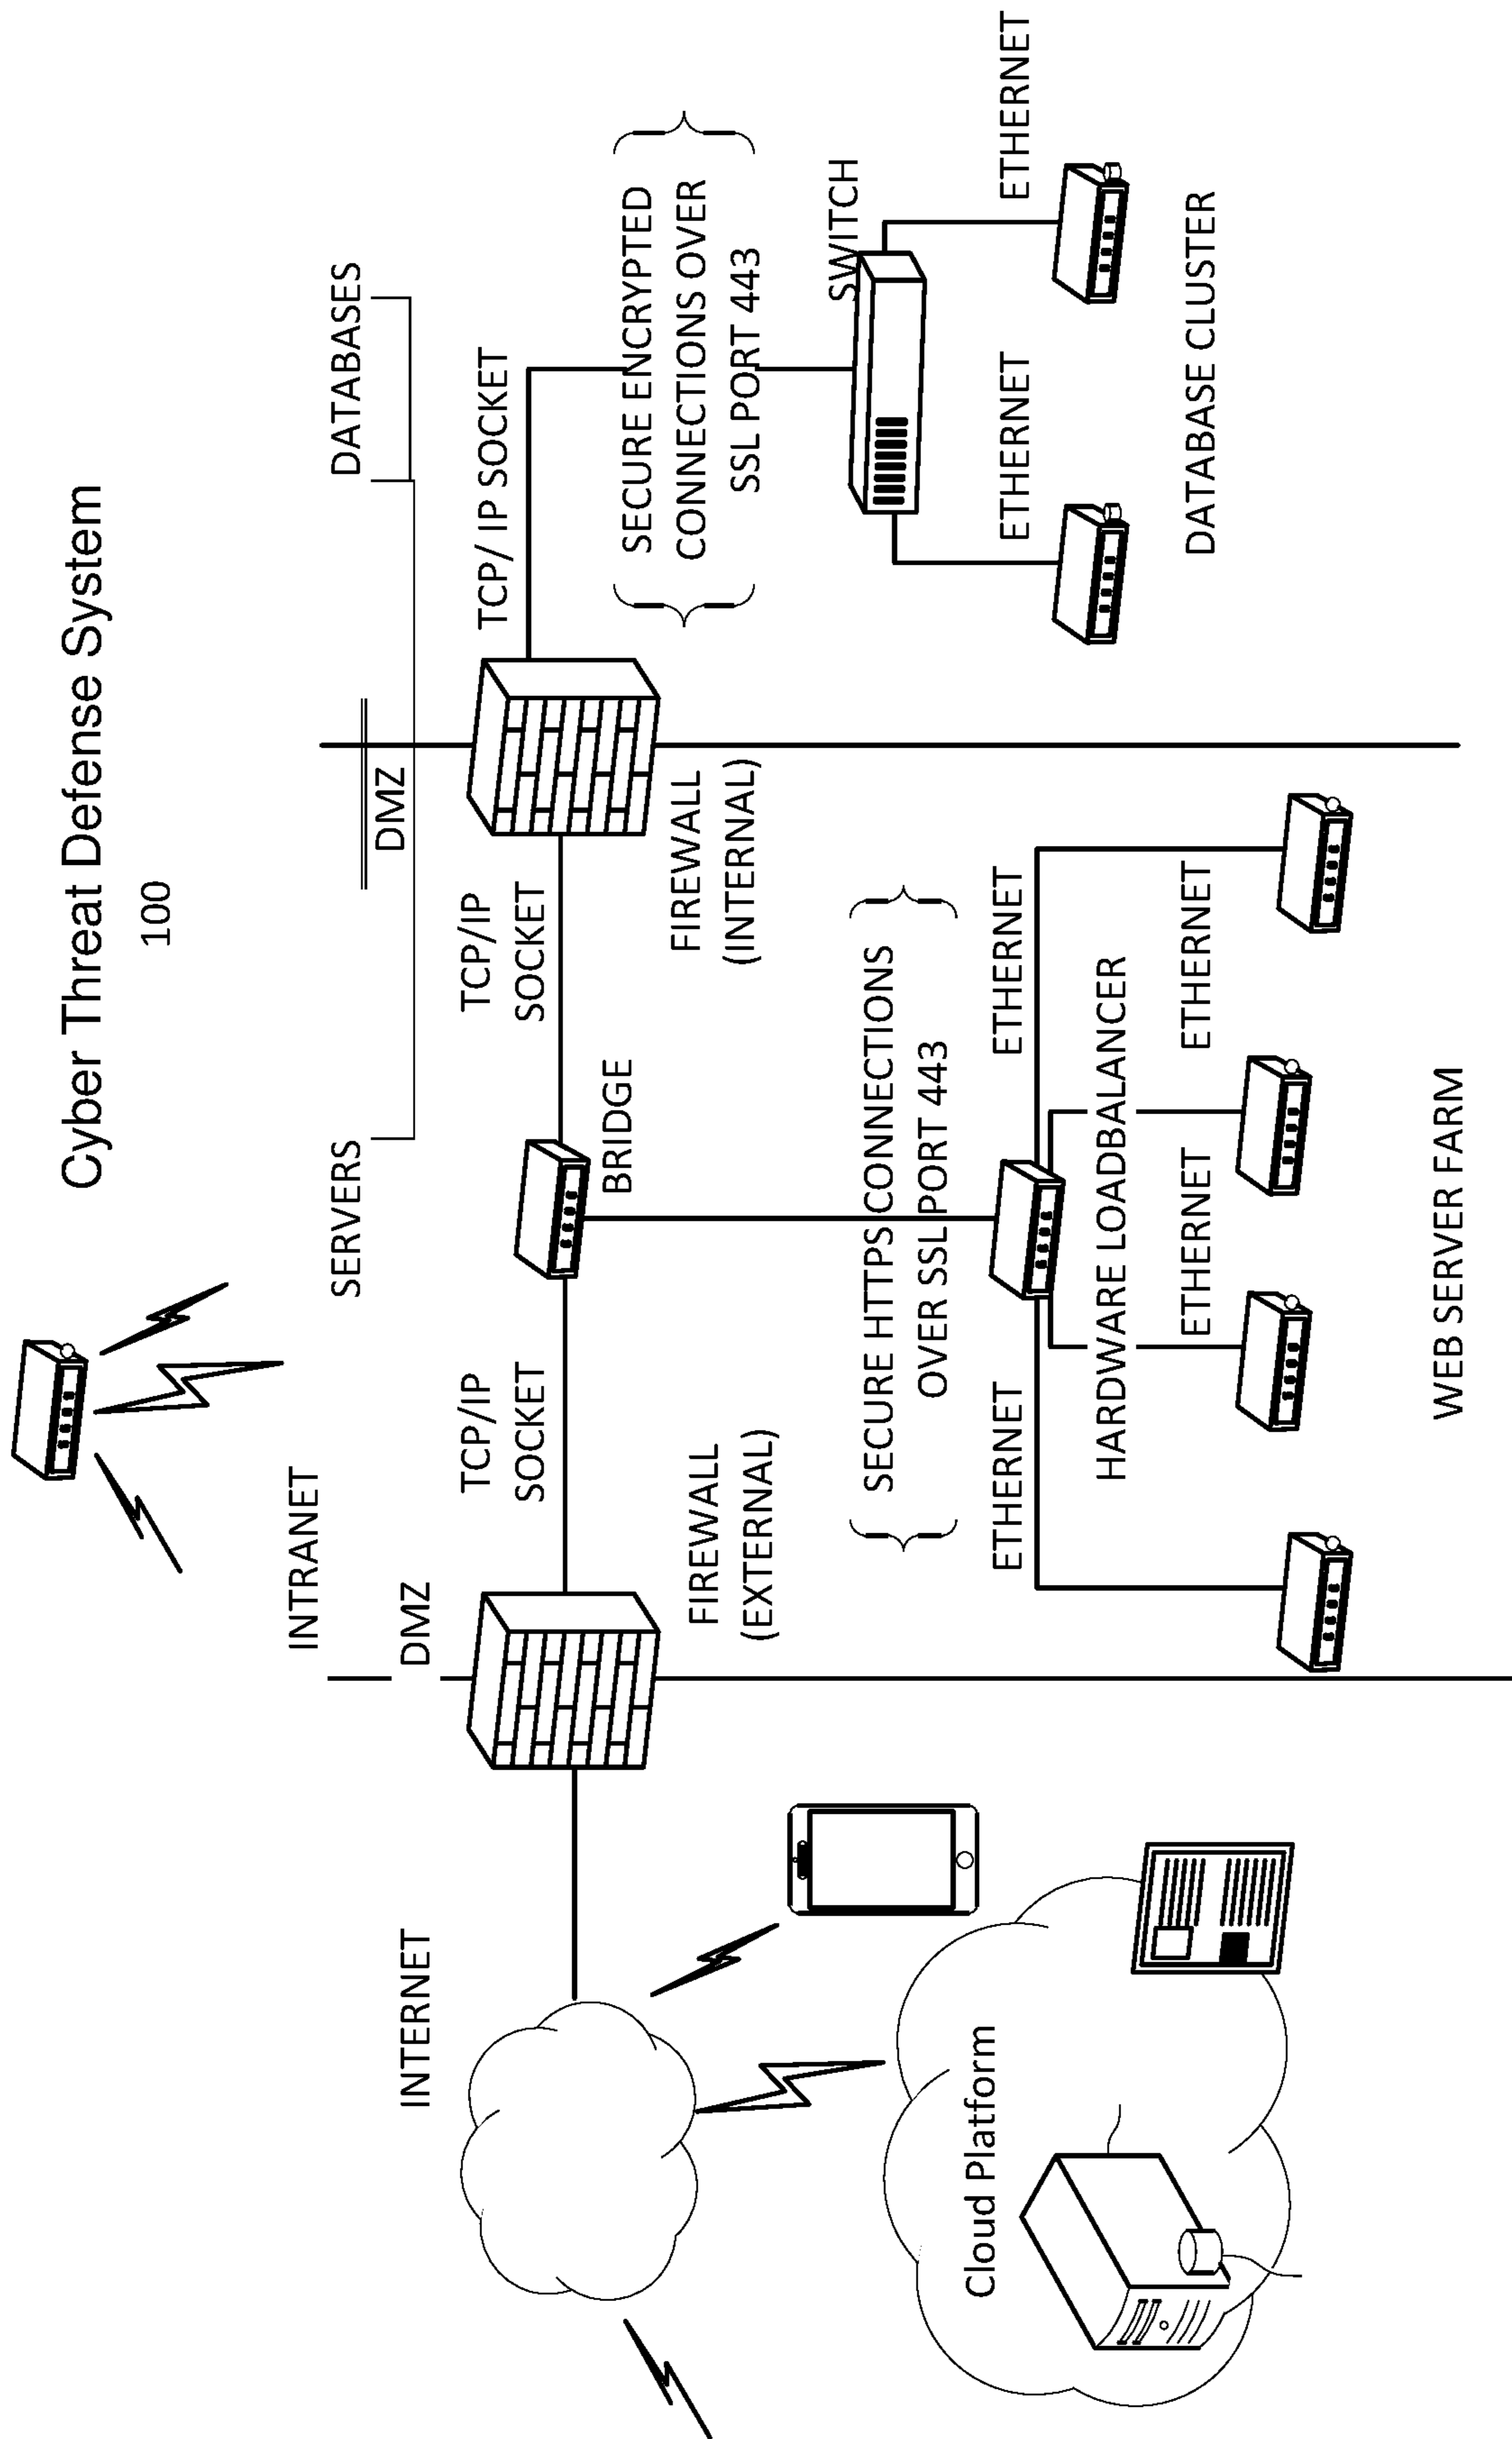 Cyber Threat Defense System
100
INTRANET
SERVERS
DATABASES
INTERNET
DMZ
DMZ
TCP/IP
SOCKET
TCP/IP
SOCKET
TCP/ IP SOCKET
BRIDGE
FIREWALL
(EXTERNAL)
FIREWALL
(INTERNAL)
SECURE ENCRYPTED
CONNECTIONS OVER
SSL PORT 443
SWITCH
SECURE HTTPS CONNECTIONS
OVER SSL PORT 443
Cloud Platform
ETHERNET
ETHERNET
ETHERNET
ETHERNET
HARDWARE LOADBALANCER
ETHERNET
ETHERNET
DATABASE CLUSTER
WEB SERVER FARM